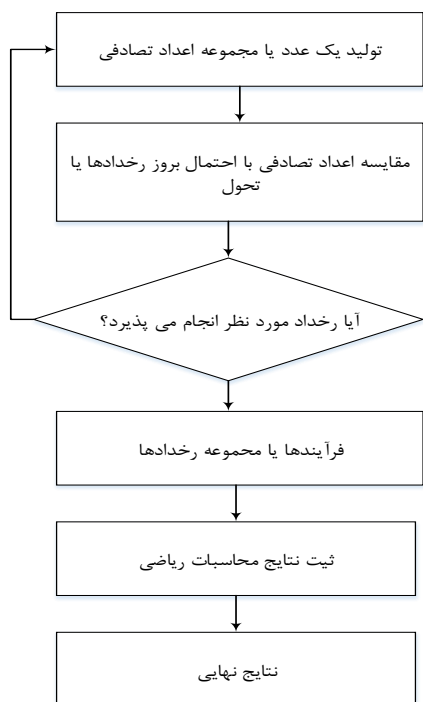 تولید یک عدد یا مجموعه اعداد تصادفی
مقایسه اعداد تصادفی با احتمال بروز رخدادها یا
تحول
آیا رخداد مورد نظر انجام می پذیرد؟
فرآیندها یا محموعه رخدادها
ثیت نتایج محاسبات ریاضی
نتایج نهایی